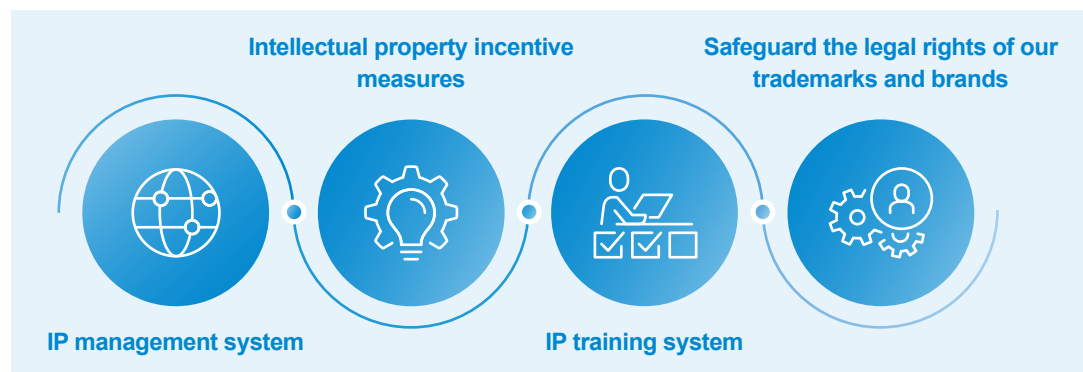 Intellectual property incentive
measures
Safeguard the legal rights of our
trademarks and brands
IP management system
IP training system